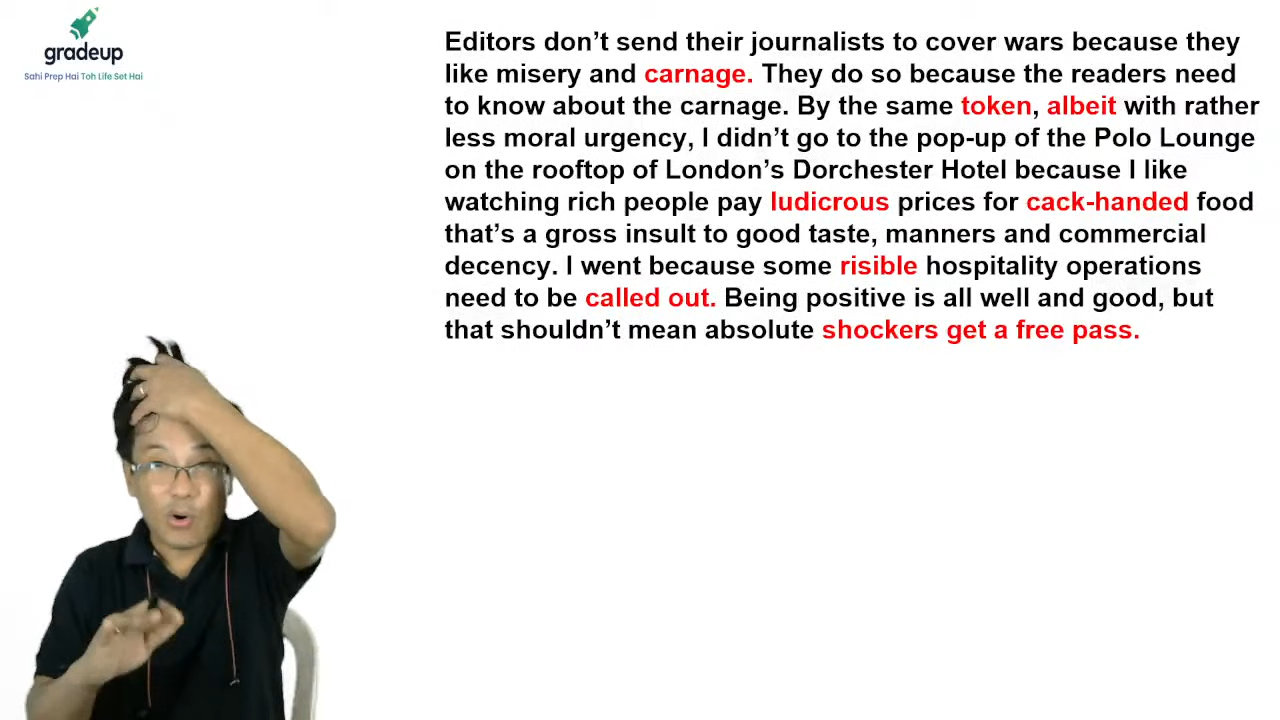 gradeup
Sahi Prep Hai Toh Life Set Hai
Editors don’t send their journalists to cover wars because they
like misery and carnage. They do so because the readers need
to know about the carnage. By the same token, albeit with rather
less moral urgency, I didn’t go to the pop-up of the Polo Lounge
on the rooftop of London’s Dorchester Hotel because I like
watching rich people pay ludicrous prices for cack-handed food
that’s a gross insult to good taste, manners and commercial
decency. I went because some risible hospitality operations
need to be called out. Being positive is all well and good, but
that shouldn’t mean absolute shockers get a free pass.